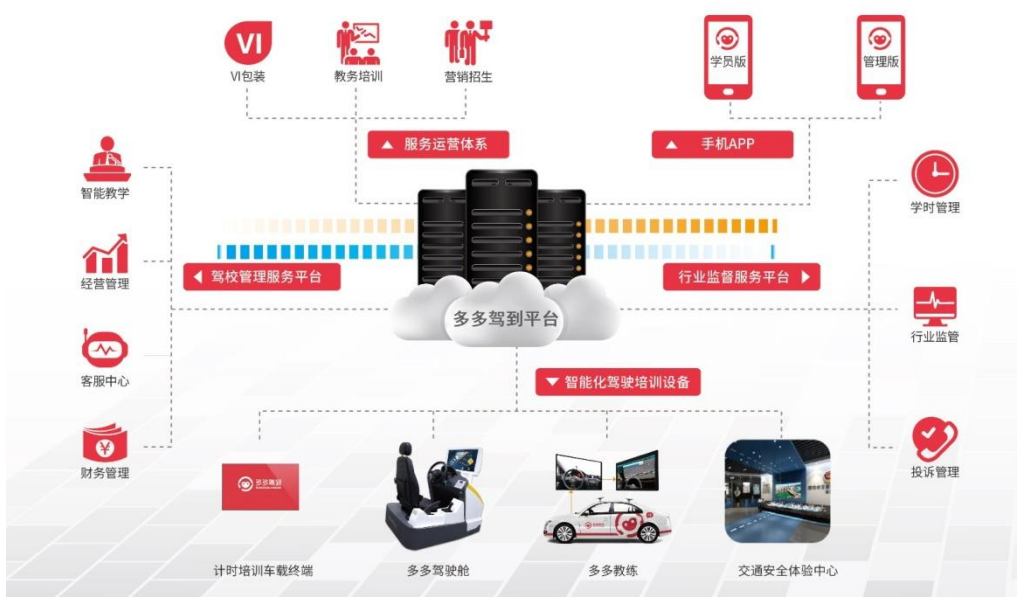 VI
学员版
管理版
VI包装
教务培训
营销招生
服务运营体系
手机APP
智能教学
学时管理
经营管理
驾校管理服务平台
行业监督服务平台
多多驾到平台
行业监管
客服中心
智能化驾驶培训设备
财务管理
投诉管理
多多驾到
计时培训车载终端
多多驾驶舱
多多教练
交通安全体验中心